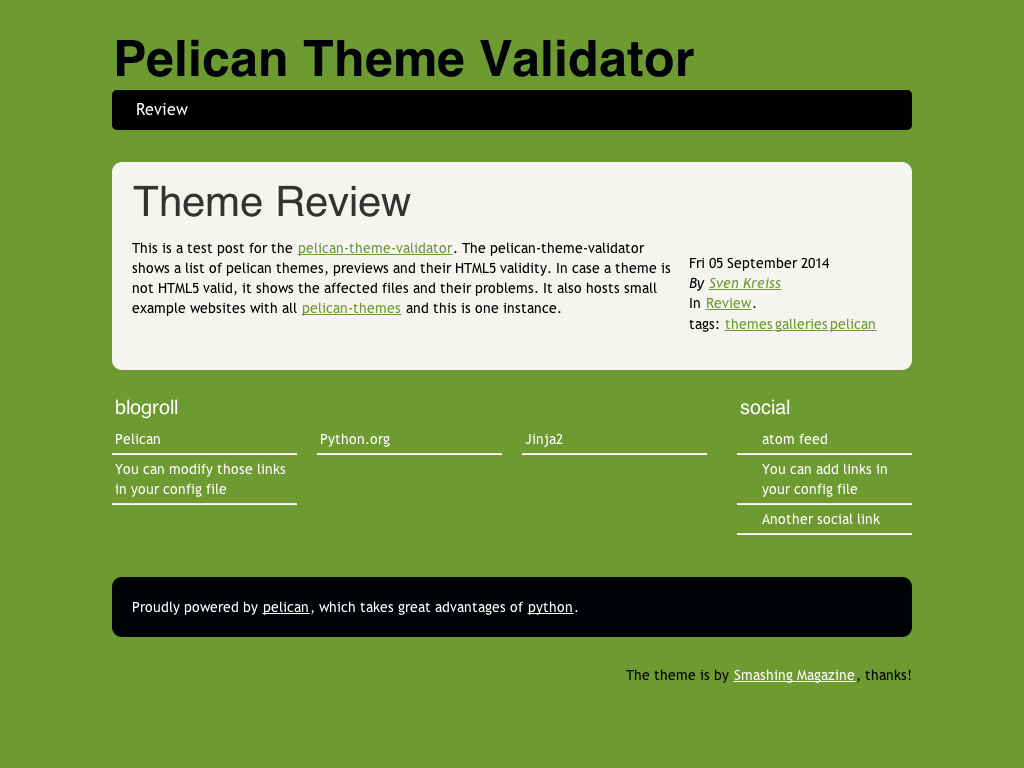 Pelican Theme Validator
Review
Theme Review
This is a test post for the pelican-theme-validator. The pelican-theme-validator
shows a list of pelican themes, previews and their HTML5 validity. In case a theme is
not HTML5 valid, it shows the affected files and their problems. It also hosts small
example websites with all pelican-themes and this is one instance.
Fri 05 September 2014
By Sven Kreiss
In Review.
tags: themes galleries pelican
blogroll
Pelican
You can modify those links
in your config file
Python.org
Jinja2
social
atom feed
You can add links in
your config file
Another social link
Proudly powered by pelican, which takes great advantages of python.
The theme is by Smashing Magazine, thanks!